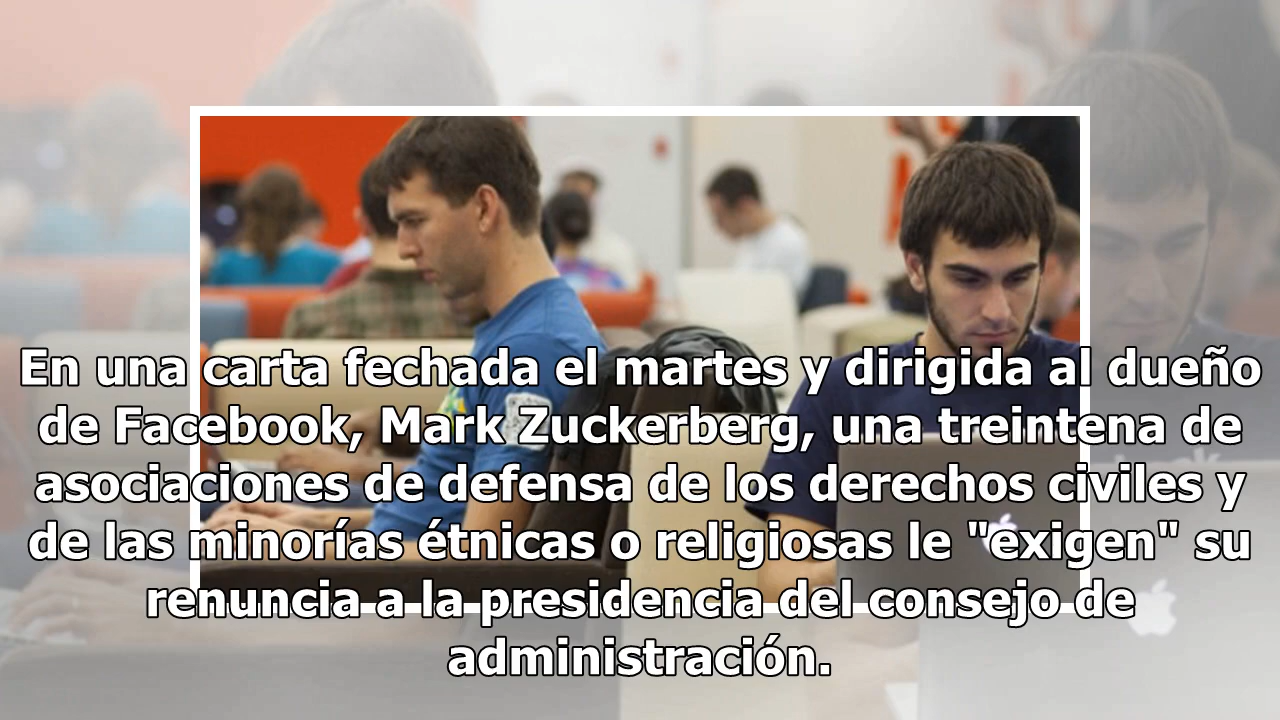 En una carta fechada el martes y dirigida al dueño
de Facebook, Mark Zuckerberg, una treintena de
asociaciones de defensa de los derechos civiles y
de las minorías étnicas o religiosas le "exigen" su
renuncia a la presidencia del consejo de
administración.